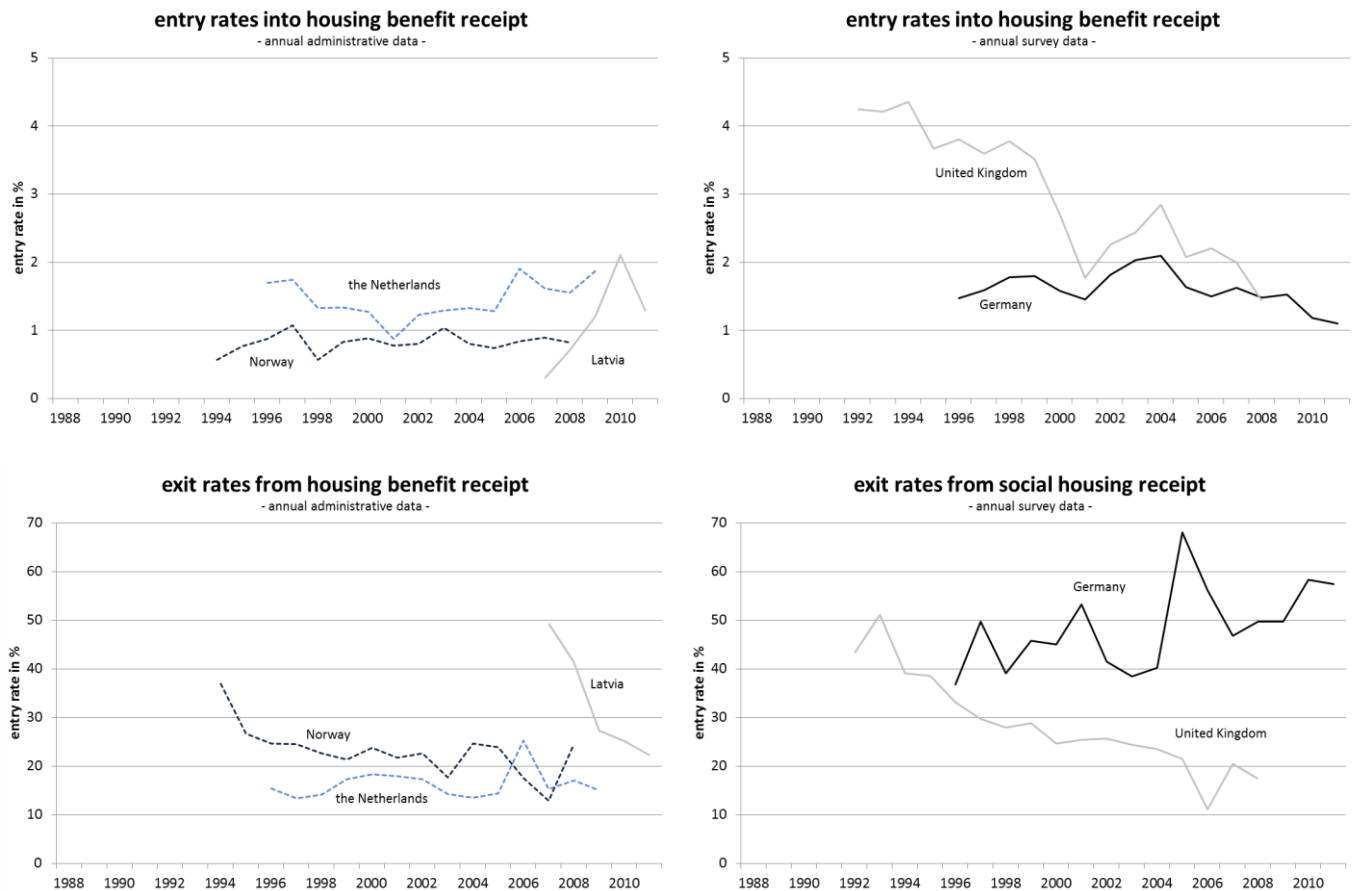 entry rates into housing benefit receipt
- annual administrative data -
5
4
3
2
1
0
entry rate in %
the Netherlands
Norway
Latvia
1988 1990 1992 1994 1996 1998 2000 2002 2004 2006 2008 2010
entry rates into housing benefit receipt
- annual survey data -
5
4
3
2
1
0
entry rate in %
United Kingdom
Germany
1988 1990 1992 1994 1996 1998 2000 2002 2004 2006 2008 2010
exit rates from housing benefit receipt
- annual administrative data -
70
60
50
40
30
20
10
0
entry rate in %
Latvia
Norway
the Netherlands
1988 1990 1992 1994 1996 1998 2000 2002 2004 2006 2008 2010
exit rates from social housing receipt
- annual survey data -
70
60
50
40
30
20
10
0
entry rate in %
Germany
United Kingdom
1988 1990 1992 1994 1996 1998 2000 2002 2004 2006 2008 2010